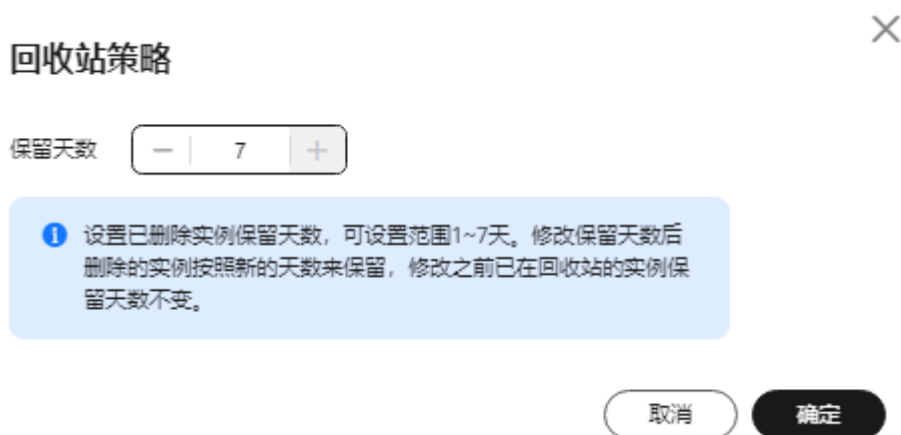 回收站策略
保留天数 7
设置已删除实例保留天数，可设置范围1~7天。修改保留天数后
删除的实例按照新的天数来保留，修改之前已在回收站的实例保
留天数不变。
取消 确定